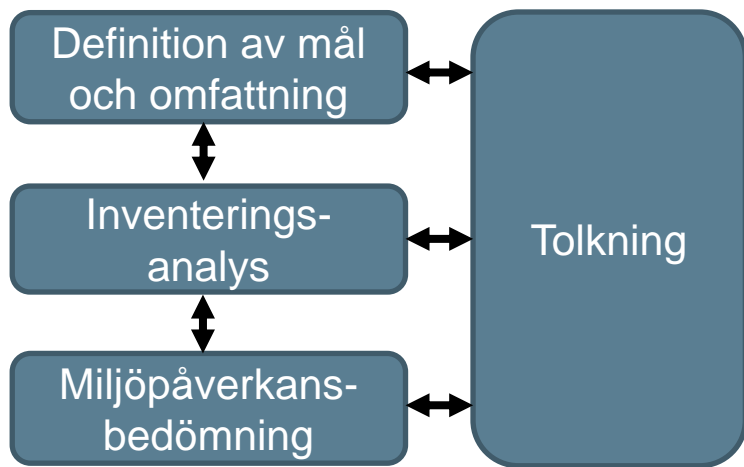 Definition av mål
och omfattning
Inventerings-
analys
Tolkning
Miljöpåverkans-
bedömning